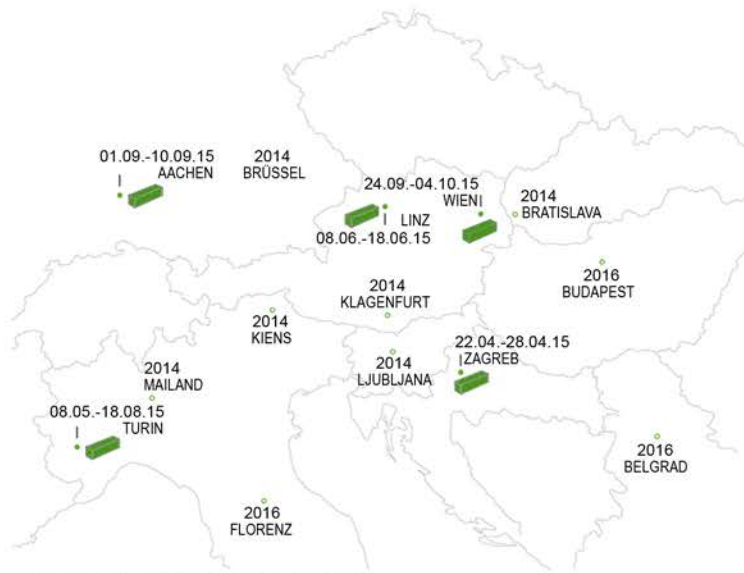 01.09.-10.09.15
AACHEN
2014
BRÜSSEL
24.09.-04.10.15
WIEN
LINZ
08.06.-18.06.15
2014
BRATISLAVA
2016
BUDAPEST
2014
KLAGENFURT
2014
KIENS
2014
LJUBLJANA
22.04.-28.04.15
ZAGREB
2014
MAILAND
08.05.-18.08.15
TURIN
2016
BELGRAD
2016
FLORENZ